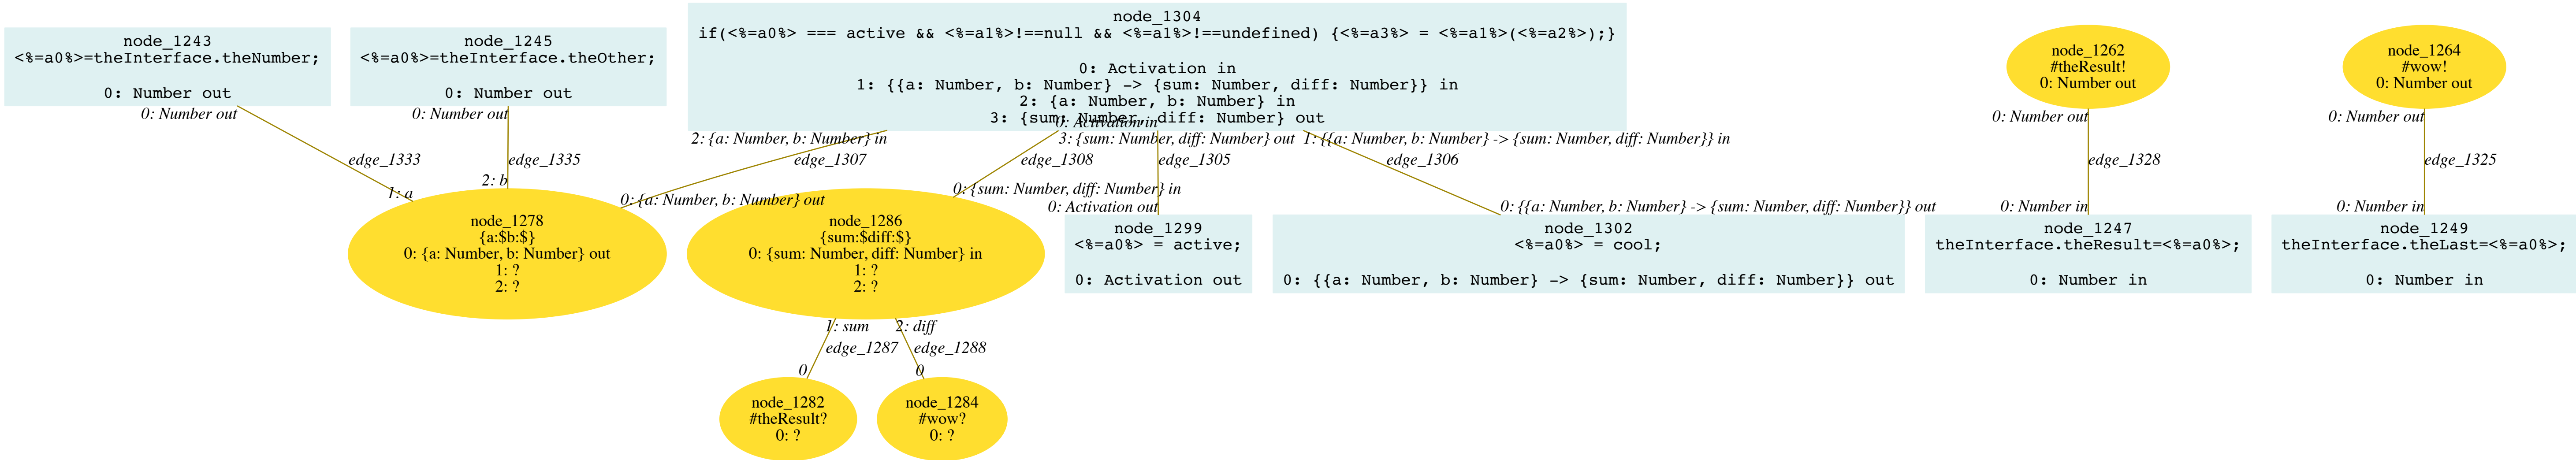 node_1243
<%=a0%>=theInterface.theNumber;
0: Number out
node_1245
<%=a0%>=theInterface.theOther;
0: Number out
node_1304
if(<%=a0%> === active && <%=a1%>!==null && <%=a1%>!==undefined) {<%=a3%> = <%=a1%>(<%=a2%>);}
0: Activation in
1: {{a: Number, b: Number} -> {sum: Number, diff: Number}} in
2: {a: Number, b: Number} in
3: {sum: Number, diff: Number} out
node_1262
#theResult!
0: Number out
node_1264
#wow!
0: Number out
0: Number out
0: Number out
0: Activation in
2: {a: Number, b: Number} in
3: {sum: Number, diff: Number} out
1: {{a: Number, b: Number} -> {sum: Number, diff: Number}} in
0: Number out
0: Number out
edge_1333
edge_1335
edge_1307
edge_1308
edge_1305
edge_1306
edge_1328
edge_1325
1: a
2: b
0: {a: Number, b: Number} out
0: {sum: Number, diff: Number} in
0: Activation out
0: {{a: Number, b: Number} -> {sum: Number, diff: Number}} out
0: Number in
0: Number in
node_1278
{a:$b:$}
0: {a: Number, b: Number} out
1: ?
2: ?
node_1286
{sum:$diff:$}
0: {sum: Number, diff: Number} in
1: ?
2: ?
node_1299
<%=a0%> = active;
0: Activation out
node_1302
<%=a0%> = cool;
0: {{a: Number, b: Number} -> {sum: Number, diff: Number}} out
node_1247
theInterface.theResult=<%=a0%>;
0: Number in
node_1249
theInterface.theLast=<%=a0%>;
0: Number in
1: sum
2: diff
edge_1287
edge_1288
0
0
node_1282
#theResult?
0: ?
node_1284
#wow?
0: ?